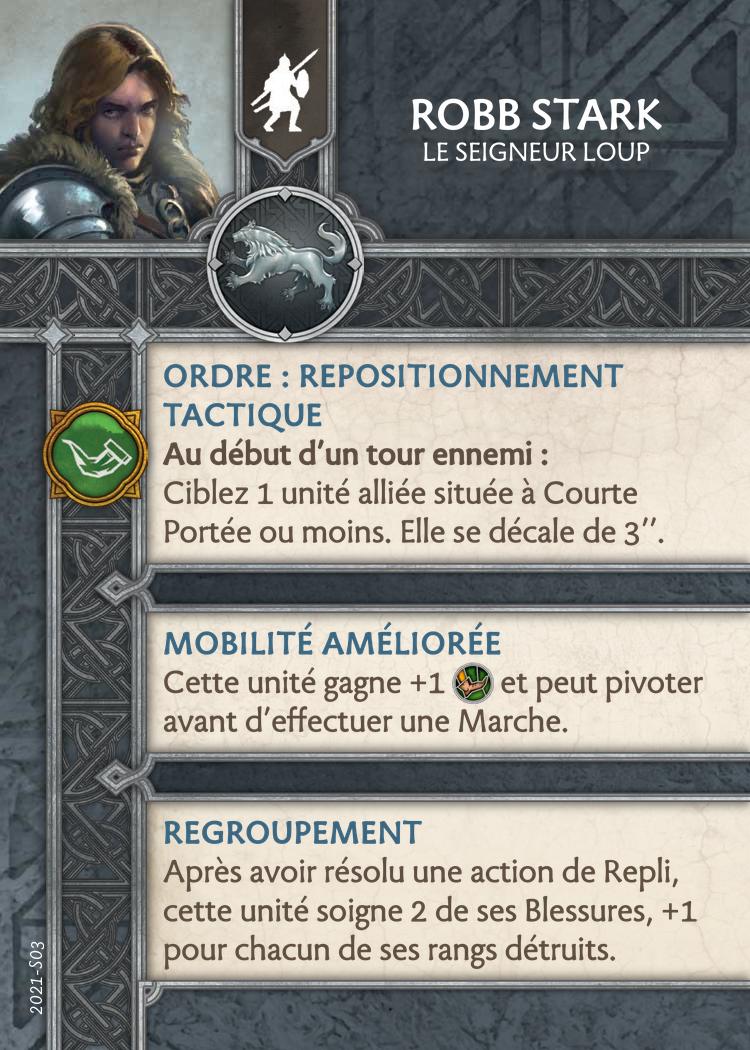 ROBB STARK
LE SEIGNEUR LOUP
ORDRE : REPOSITIONNEMENT
TACTIQUE
Au début d'un tour ennemi :
Ciblez 1 unité alliée située à Courte
Portée ou moins. Elle se décale de 3’’.
MOBILITÉ AMÉLIORÉE
Cette unité gagne +1 et peut pivoter
avant d'effectuer une Marche.
REGROUPEMENT
Après avoir résolu une action de Repli,
cette unité soigne 2 de ses Blessures, +1
pour chacun de ses rangs détruits.
2021-S03